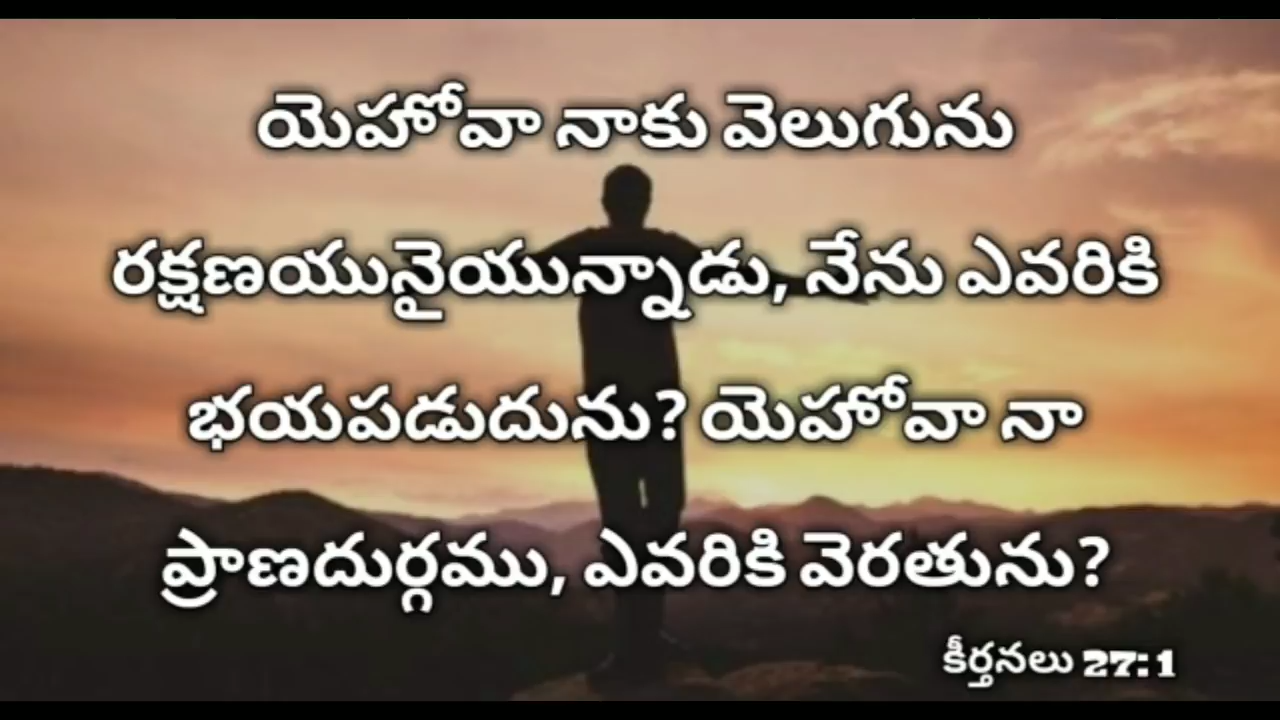 యెహోవా నాకు వెలుగును
రక్షణయునైయున్నాడు, నేను ఎవరికి
భయపడుదును? యెహోవా నా
ప్రాణదుర్గము, ఎవరికి వెరతును?
కీర్తనలు 27:1